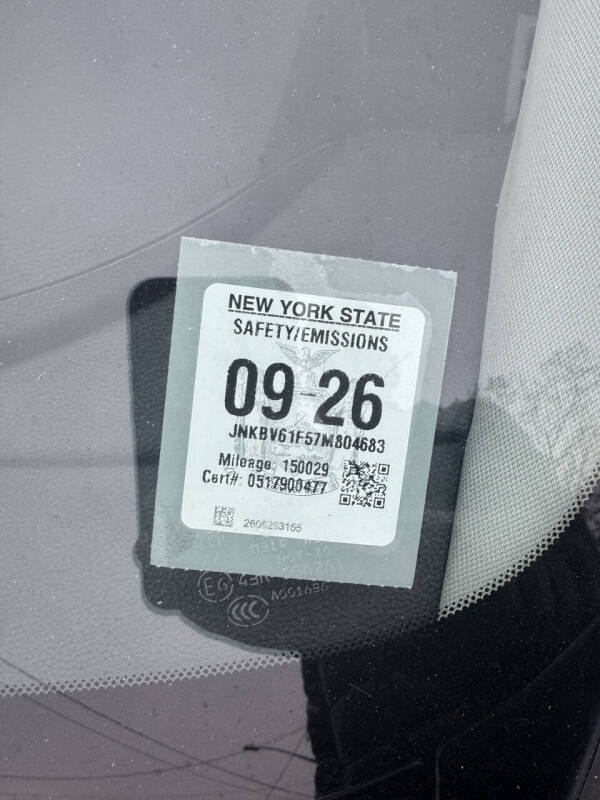 NEW YORK STATE
SAFETY/EMISSIONS
09-26
JNKBV61F57M804683
Mileage: 150029
Cert#: 0517900477
2605253155